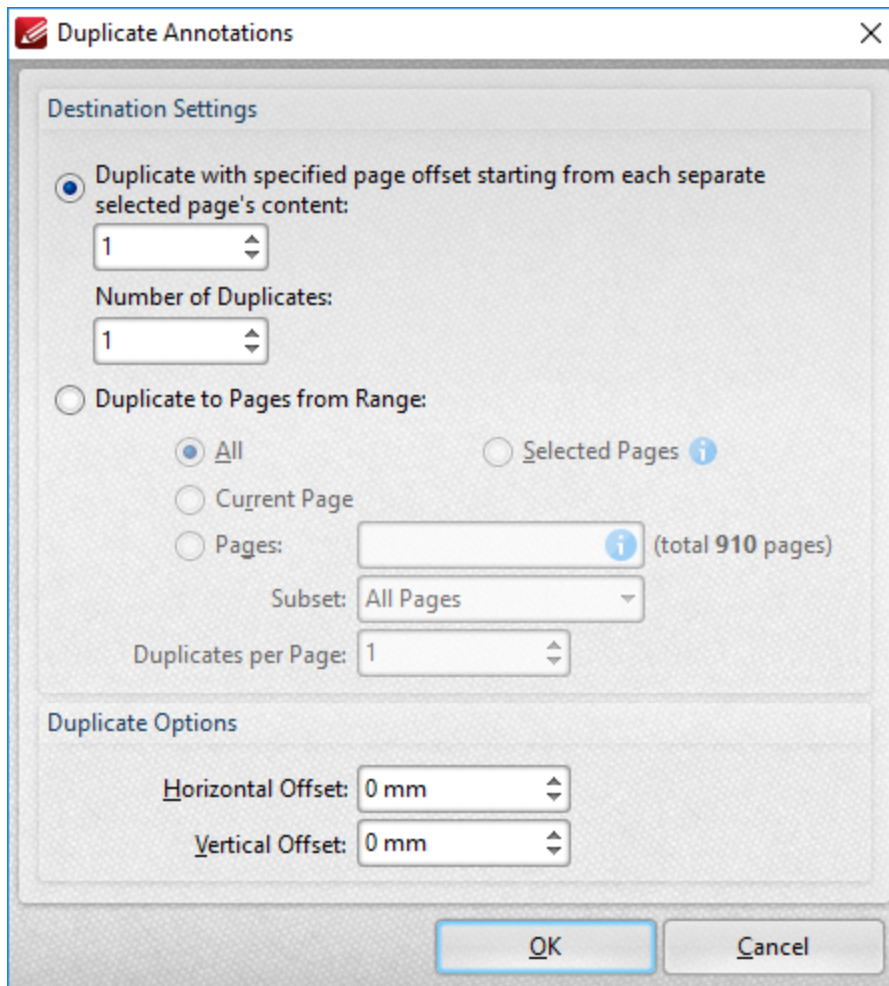 Duplicate Annotations
Destination Settings
Duplicate with specified page offset starting from each separate
selected page's content:
1
Number of Duplicates:
1
Duplicate to Pages from Range:
All Selected Pages i
Current Page
Pages: i (total 910 pages)
Subset: All Pages
Duplicates per Page: 1
Duplicate Options
Horizontal Offset: 0 mm
Vertical Offset: 0 mm
OK Cancel